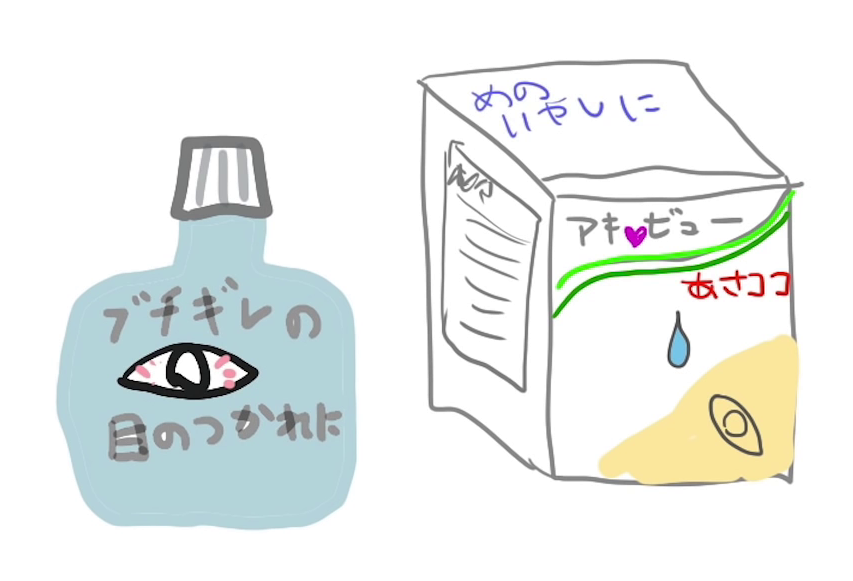 ブチギレの
目のつかれに
めの
いやしに
アキ♥ビュー
あさココ